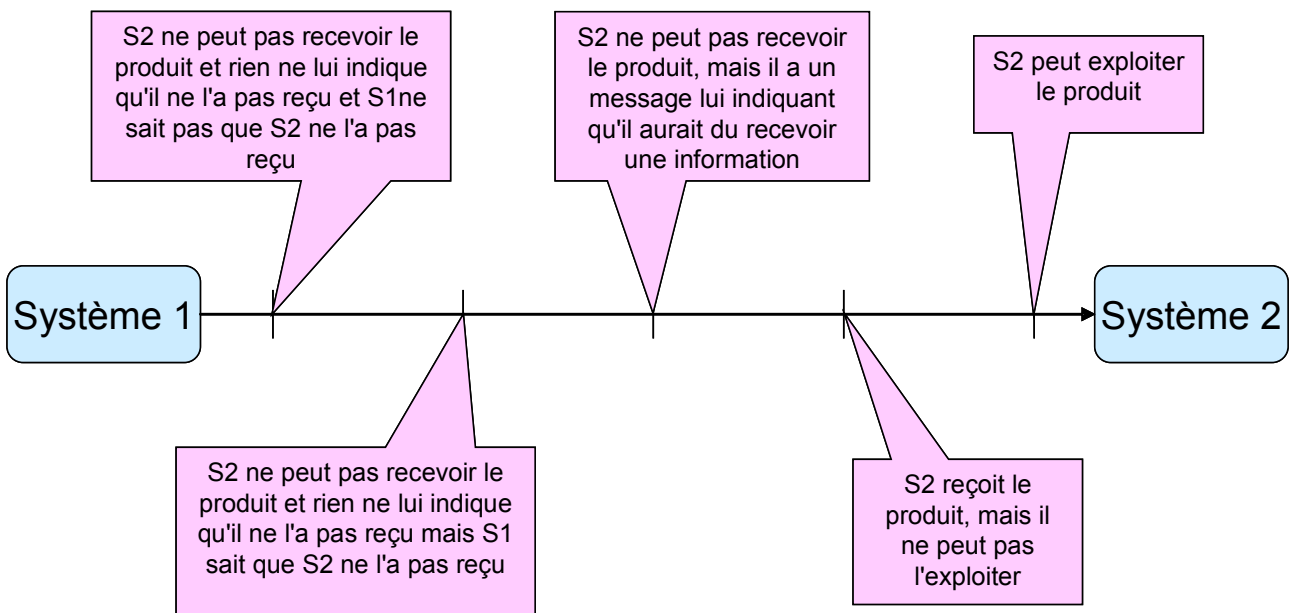 S2 ne peut pas recevoir le
produit et rien ne lui indique
qu'il ne l'a pas reçu et S1ne
sait pas que S2 ne l'a pas
reçu
S2 ne peut pas recevoir
le produit, mais il a un
message lui indiquant
qu'il aurait du recevoir
une information
S2 peut exploiter
le produit
Système 1
Système 2
S2 ne peut pas recevoir le
produit et rien ne lui indique
qu'il ne l'a pas reçu mais S1
sait que S2 ne l'a pas reçu
S2 reçoit le
produit, mais il
ne peut pas
l'exploiter